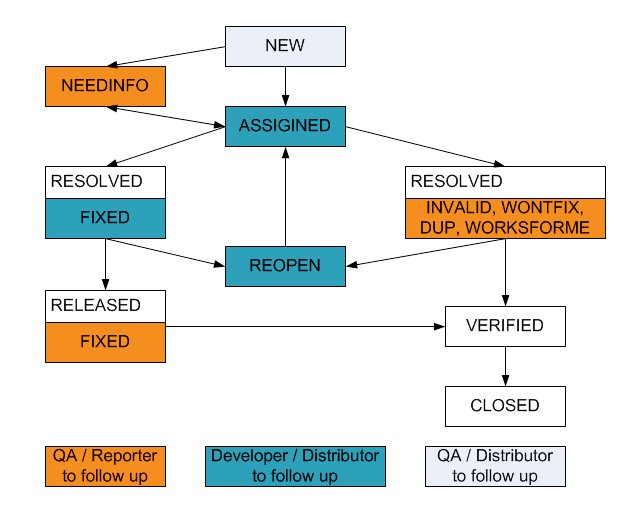 NEW
NEEDINFO
ASSIGINED
RESOLVED
FIXED
RESOLVED
INVALID, WONTFIX,
DUP, WORKSFORME
REOPEN
RELEASED
FIXED
VERIFIED
CLOSED
QA / Reporter
to follow up
Developer / Distributor
to follow up
QA / Distributor
to follow up